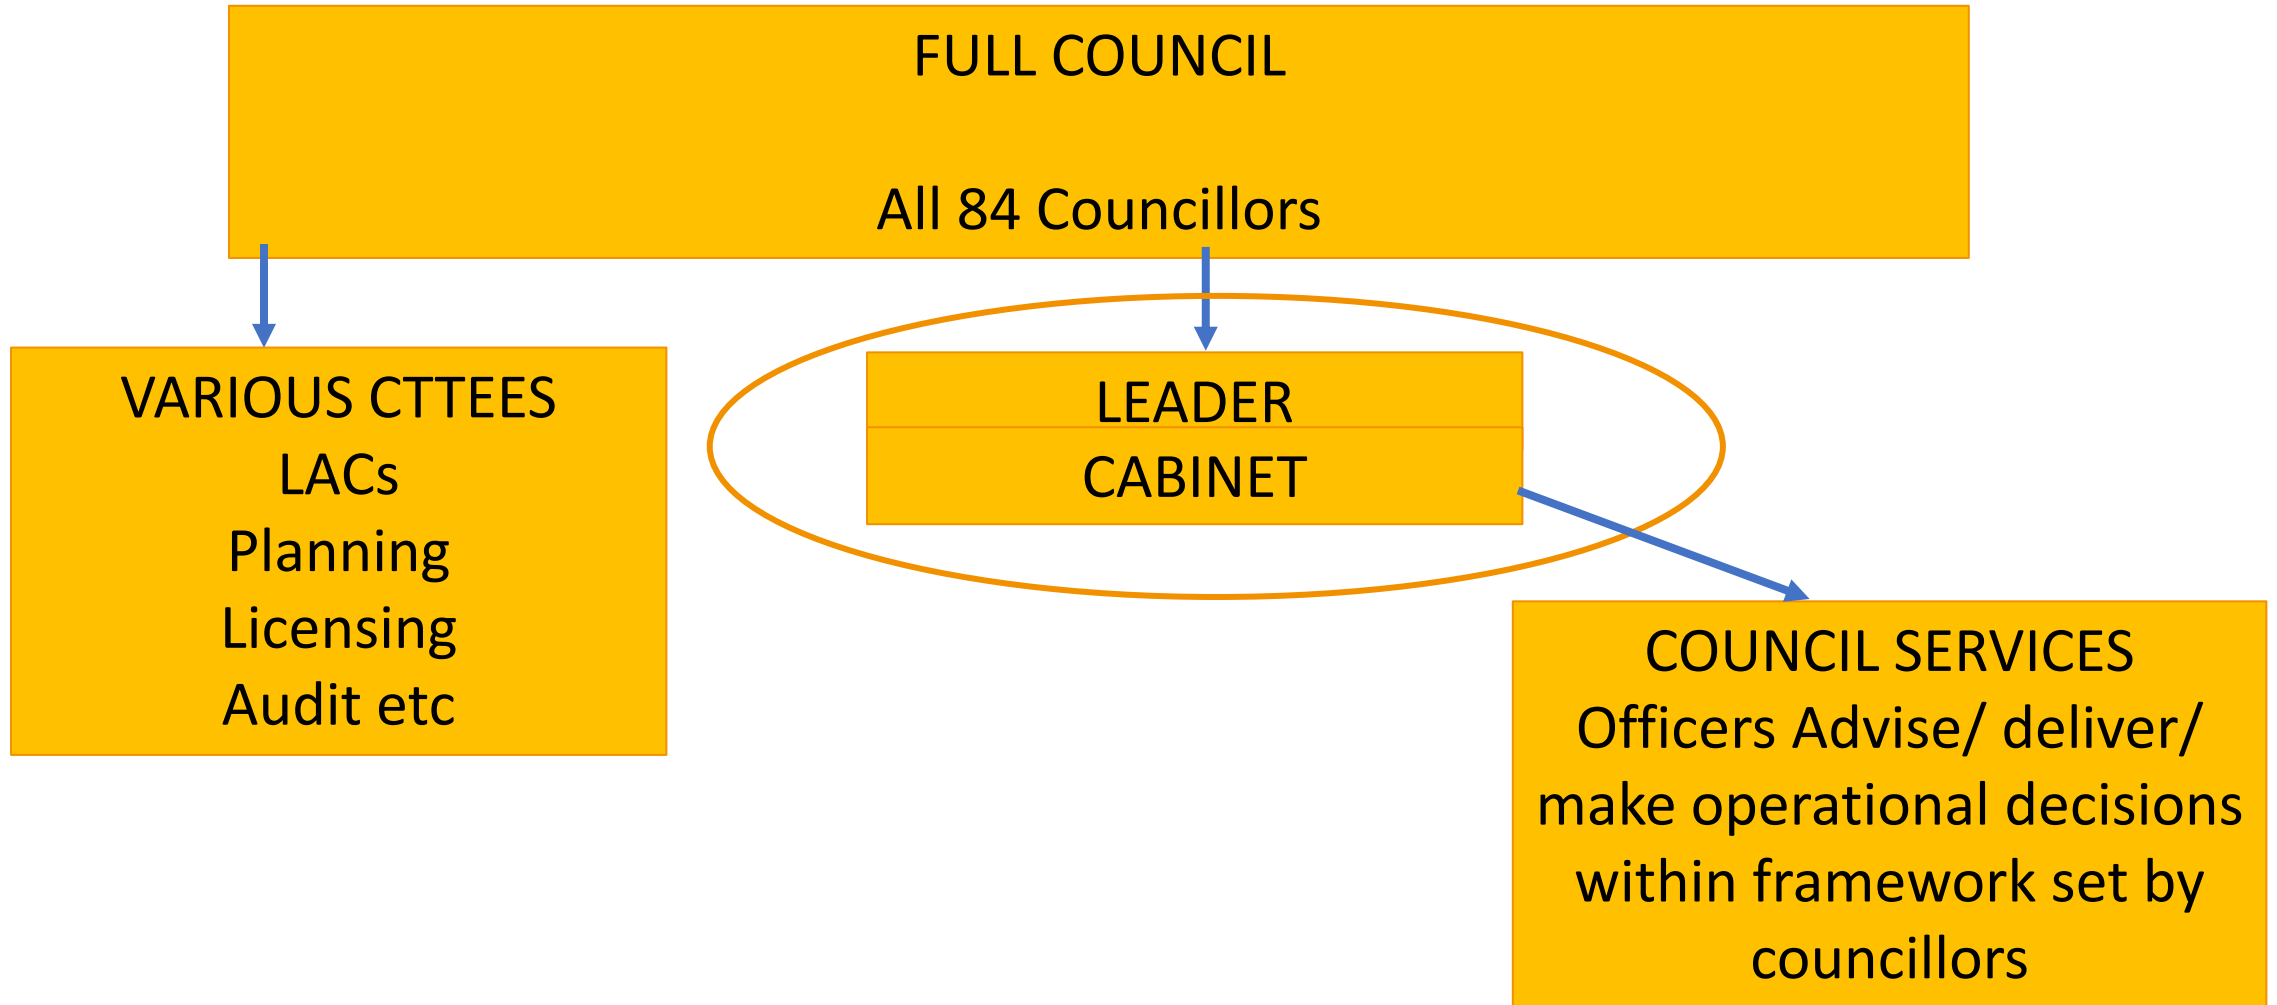 FULL COUNCIL
All 84 Councillors
VARIOUS CTTEES
LACs
Planning
Licensing
Audit etc
LEADER
CABINET
COUNCIL SERVICES
Officers Advise/ deliver/
make operational decisions
within framework set by
councillors